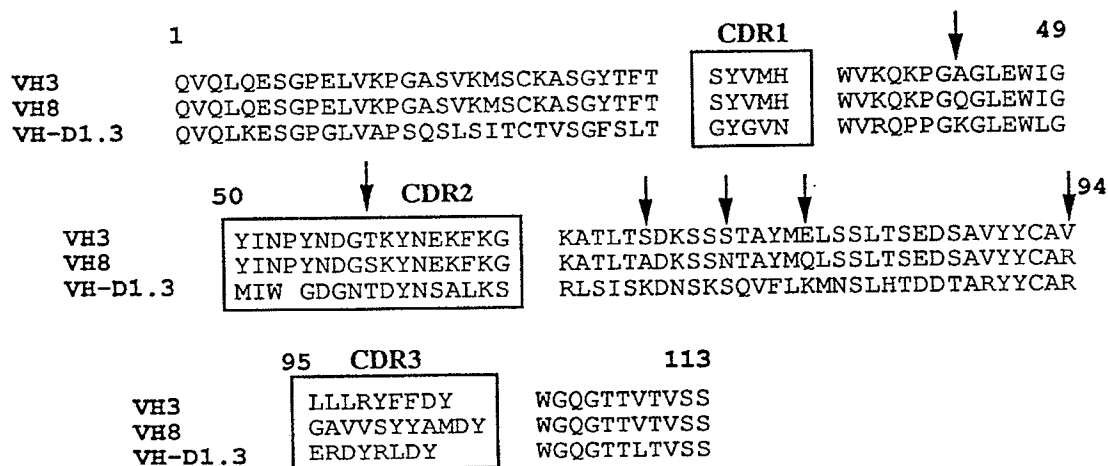 1 CDR1 49
VH3 QVQLQESGPELVKPGASVKMSCKASGYTFT SYVMH WVKQKPGAGLEWIG
VH8 QVQLQESGPELVKPGASVKMSCKASGYTFT SYVMH WVKQKPGQGLEWIG
VH-D1.3 QVQLKESGPGLVAPSQSLSITCTVSGFSLT GYGVN WVRQPPGKGLEWLG
50 CDR2 94
VH3 YINPYNDGTKYNEKFKG KATLTSDKSSSTAYMELSSLTSEDSAVYYCAV
VH8 YINPYNDGSKYNEKFKG KATLTADKSSNTAYMQLSSLTSEDSAVYYCAR
VH-D1.3 MIW GDGNTDYNSALKS RLSISKDNSKSQVFLKMNSLHTDDTARYYCAR
95 CDR3 113
VH3 LLLRYFFDY WGQGTTVTVSS
VH8 GAVVSYYAMDY WGQGTTVTVSS
VH-D1.3 ERDYRLDY WGQGTTLTVSS